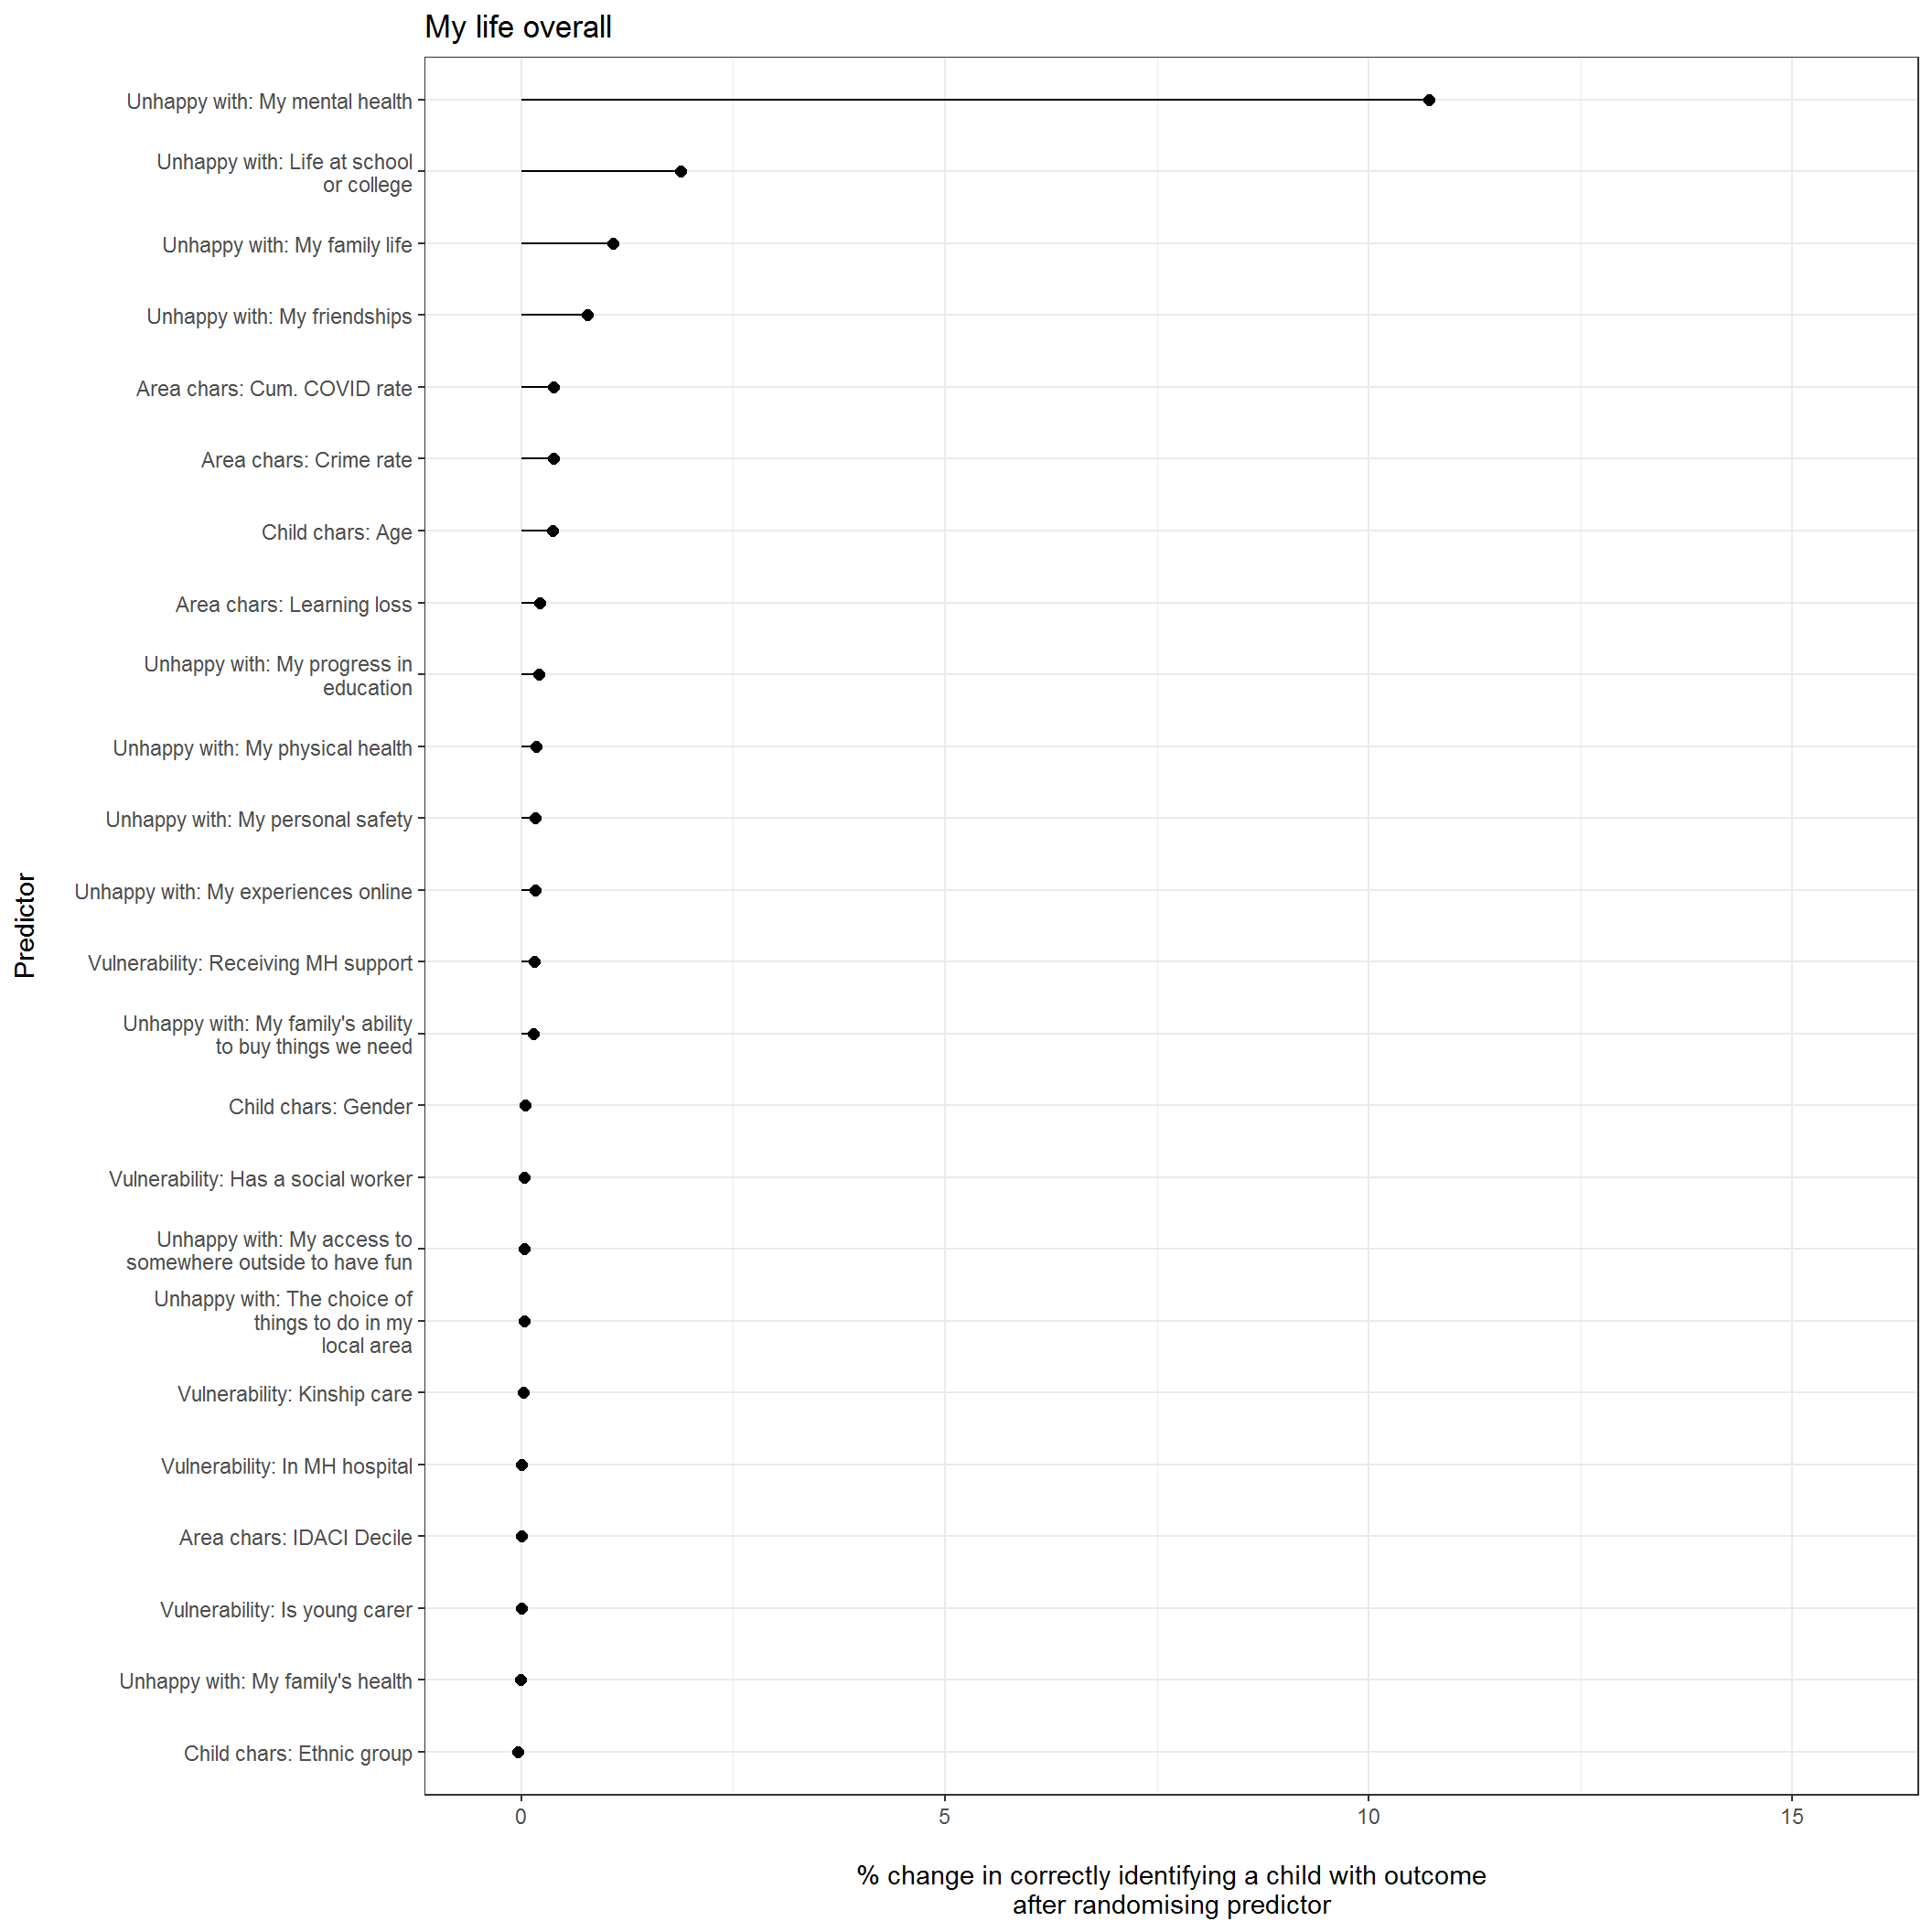 My life overall
Unhappy with: My mental health
Unhappy with: Life at school
or college
Unhappy with: My family life
Unhappy with: My friendships
Area chars: Cum. COVID rate
Area chars: Crime rate
Child chars: Age
Area chars: Learning loss
Unhappy with: My progress in
education
Unhappy with: My physical health
Unhappy with: My personal safety
Unhappy with: My experiences online
Vulnerability: Receiving MH support
Unhappy with: My family's ability
to buy things we need
Child chars: Gender
Vulnerability: Has a social worker
Unhappy with: My access to
somewhere outside to have fun
Unhappy with: The choice of
things to do in my
local area
Vulnerability: Kinship care
Vulnerability: In MH hospital
Area chars: IDACI Decile
Vulnerability: Is young carer
Unhappy with: My family's health
Child chars: Ethnic group
Predictor
0 5 10 15
% change in correctly identifying a child with outcome
after randomising predictor